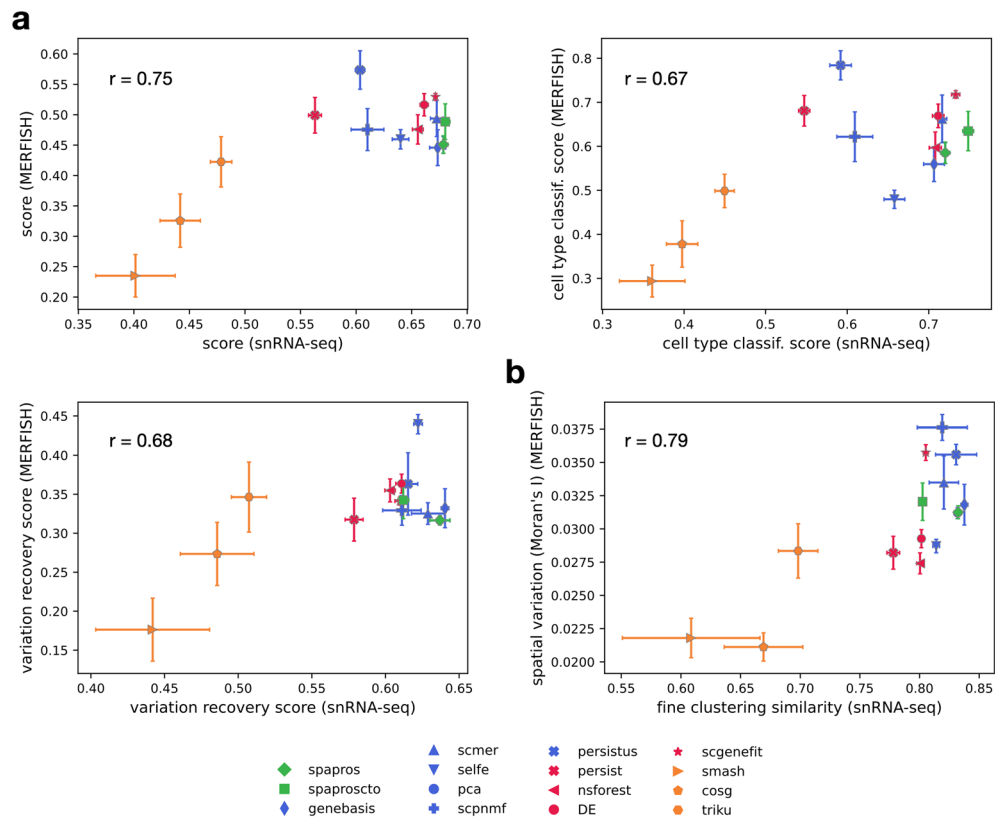 a
score (MERFISH)
0.60
0.55
0.50
0.45
0.40
0.35
0.30
0.25
0.20
r = 0.75
0.35 0.40 0.45 0.50 0.55 0.60 0.65 0.70
score (snRNA-seq)
cell type classif. score (MERFISH)
0.8
0.7
0.6
0.5
0.4
0.3
r = 0.67
0.3 0.4 0.5 0.6 0.7
cell type classif. score (snRNA-seq)
variation recovery score (MERFISH)
0.45
0.40
0.35
0.30
0.25
0.20
0.15
r = 0.68
0.40 0.45 0.50 0.55 0.60 0.65
variation recovery score (snRNA-seq)
b
spatial variation (Moran's I) (MERFISH)
0.0375
0.0350
0.0325
0.0300
0.0275
0.0250
0.0225
0.0200
r = 0.79
0.55 0.60 0.65 0.70 0.75 0.80 0.85
fine clustering similarity (snRNA-seq)
spapros
spaproscto
genebasis
scmer
selfe
pca
scpnmf
persistus
persist
nsforest
DE
scgenefit
smash
cosg
triku